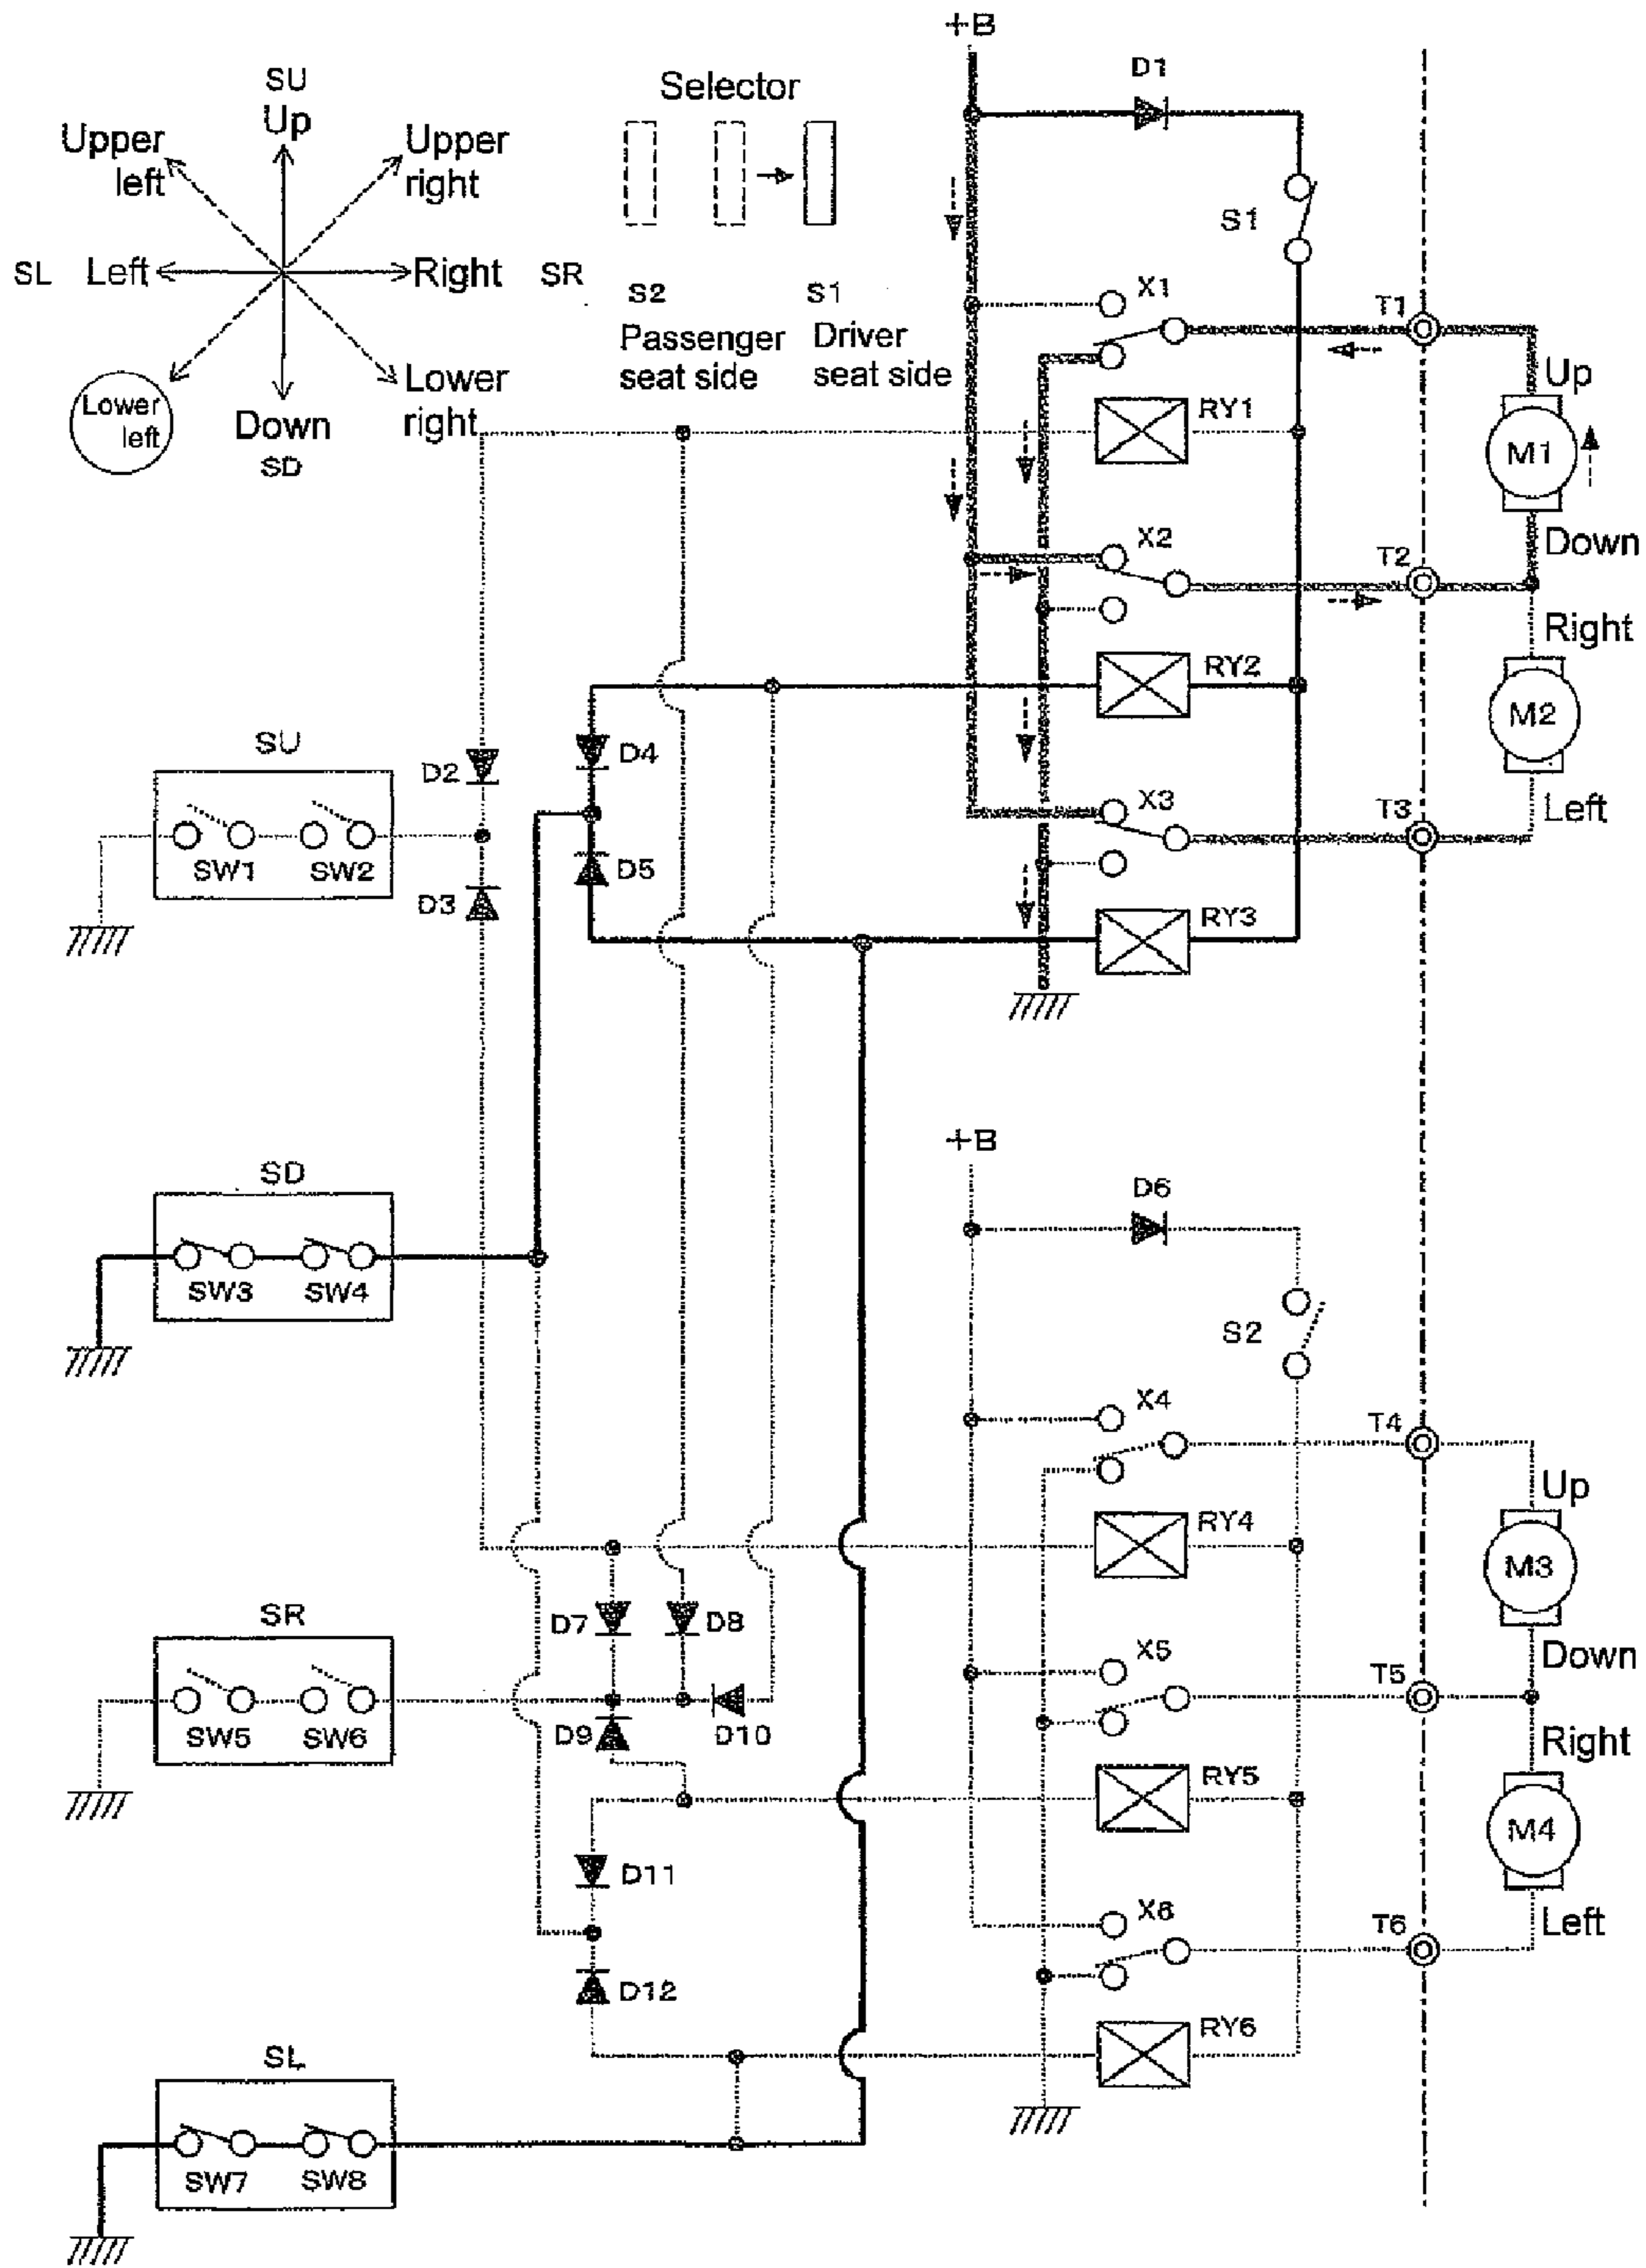 SU
Up
Upper
left
Upper
right
SL Left
Right SR
Lower
left
Lower
right
Down
SD
Selector
S2
Passenger
seat side
S1
Driver
seat side
+B
D1
S1
X1
T1
RY1
Up
M1
Down
X2
T2
Right
RY2
M2
Left
X3
T3
RY3
SU
SW1 SW2
D2
D3
D4
D5
SD
SW3 SW4
+B
D6
S2
X4
T4
RY4
Up
M3
Down
SR
SW5 SW6
D7
D8
D9
D10
X5
T5
Right
RY5
M4
Left
D11
D12
X6
T6
RY6
SL
SW7 SW8